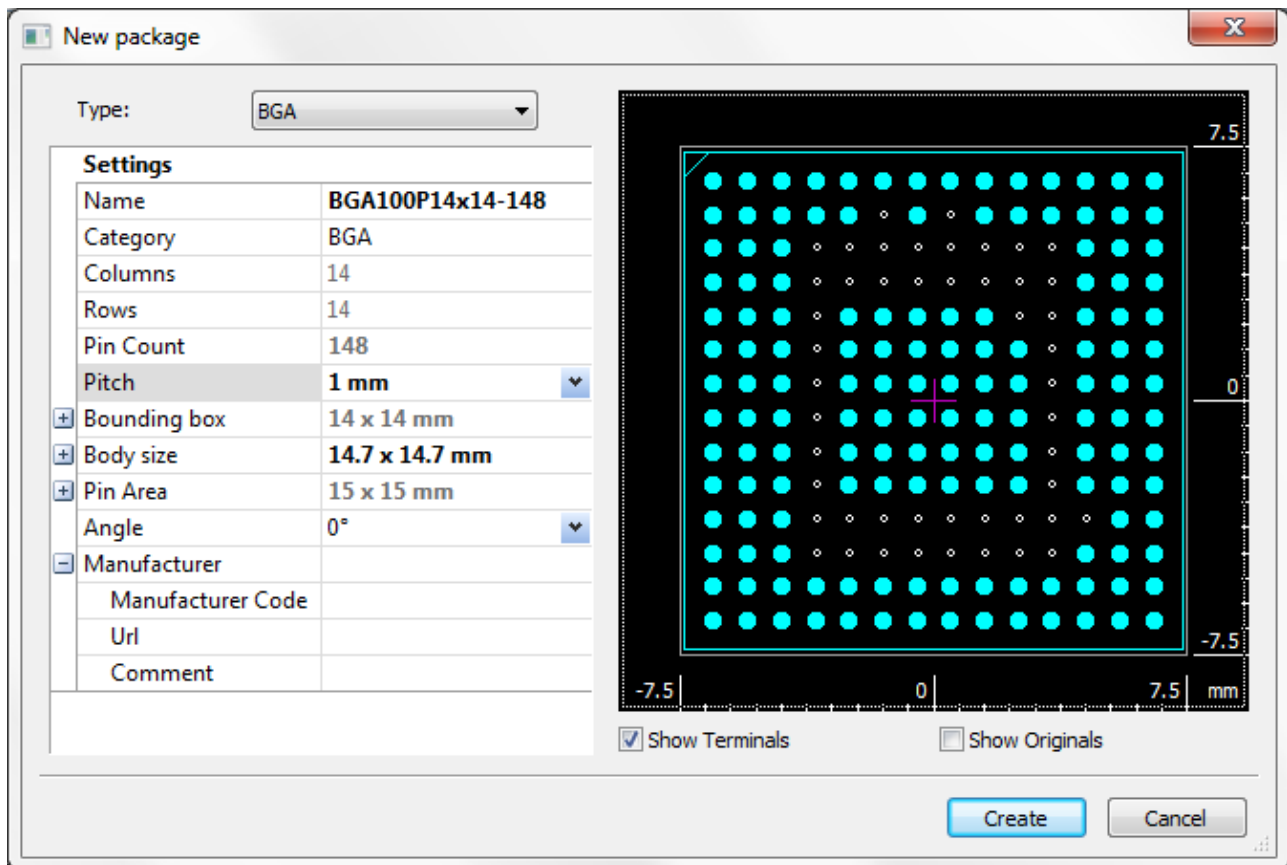 New package
Type: BGA
Settings
Name BGA100P14x14-148
Category BGA
Columns 14
Rows 14
Pin Count 148
Pitch 1 mm
Bounding box 14 x 14 mm
Body size 14.7 x 14.7 mm
Pin Area 15 x 15 mm
Angle 0°
Manufacturer
Manufacturer Code
Url
Comment
7.5
0
-7.5
-7.5 0 7.5 mm
Show Terminals Show Originals
Create Cancel